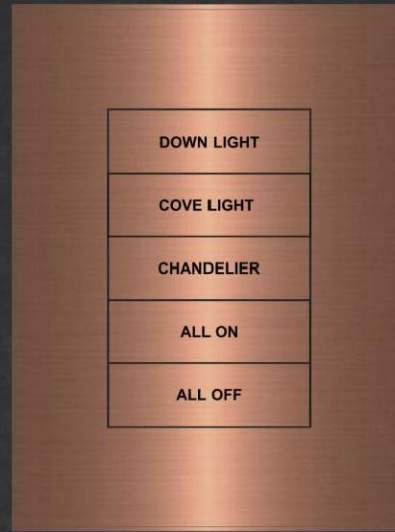 DOWN LIGHT
COVE LIGHT
CHANDELIER
ALL ON
ALL OFF